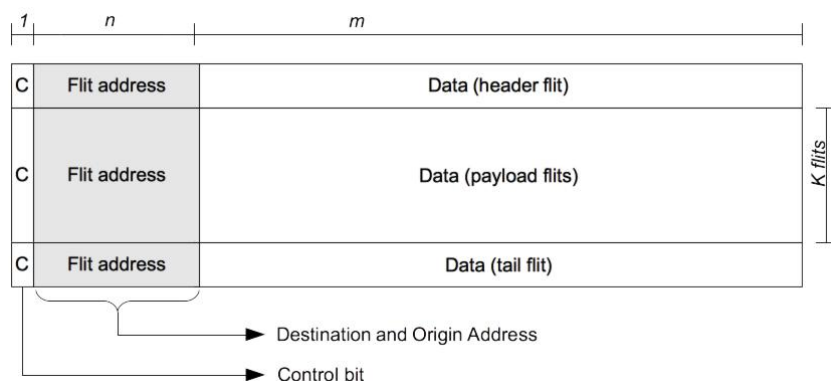 1 n m
C Flit address Data (header flit)
C Flit address Data (payload flits)
K flits
C Flit address Data (tail flit)
Destination and Origin Address
Control bit